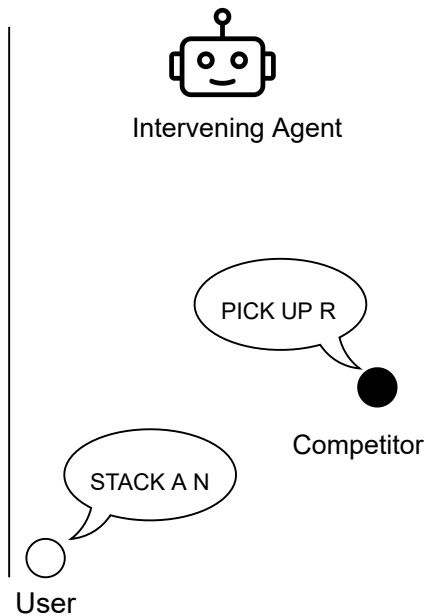 Intervening Agent
PICK UP R
Competitor
STACK A N
User